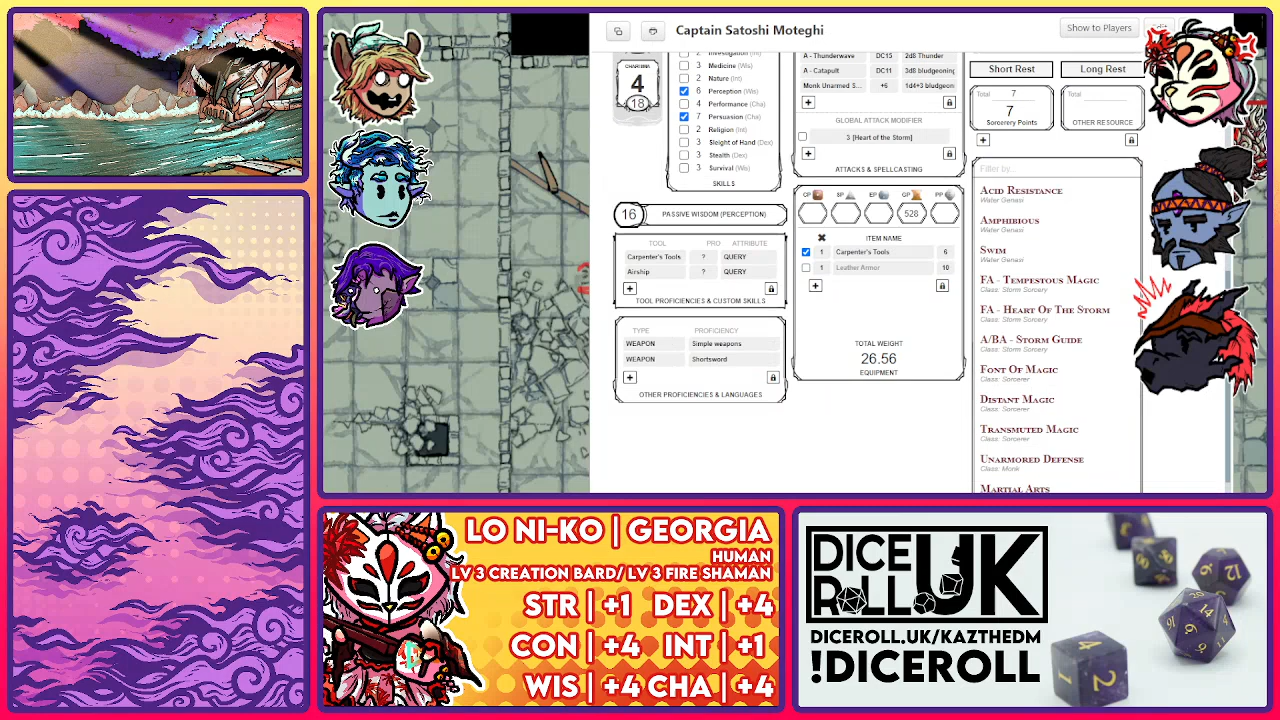 Captain Satoshi Moteghi
Show to Players
CHARISMA
4
18
2 Investigation (Int)
3 Medicine (Wis)
2 Nature (Int)
6 Perception (Wis)
4 Performance (Cha)
7 Persuasion (Cha)
2 Religion (Int)
3 Sleight of Hand (Dex)
3 Stealth (Dex)
3 Survival (Wis)
SKILLS
16 PASSIVE WISDOM (PERCEPTION)
TOOL PRO ATTRIBUTE
Carpenter's Tools ? QUERY
Airship ? QUERY
TOOL PROFICIENCIES & CUSTOM SKILLS
TYPE PROFICIENCY
WEAPON Simple weapons
WEAPON Shortsword
OTHER PROFICIENCIES & LANGUAGES
A - Thunderwave DC15 2d8 Thunder
A - Catapult DC11 3d8 bludgeoning
Monk Unarmed S... +6 1d4+3 bludgeon
GLOBAL ATTACK MODIFIER
3 [Heart of the Storm]
ATTACKS & SPELLCASTING
CP SP EP GP PP
528
ITEM NAME
1 Carpenter's Tools 6
1 Leather Armor 10
TOTAL WEIGHT
26.56
EQUIPMENT
Short Rest
Long Rest
Total 7
7
Sorcerery Points
Total
OTHER RESOURCE
Filter by...
ACID RESISTANCE
Water Genasi
AMPHIBIOUS
Water Genasi
SWIM
Water Genasi
FA - TEMPESTOUS MAGIC
Class: Storm Sorcery
FA - HEART OF THE STORM
Class: Storm Sorcery
A/BA - STORM GUIDE
Class: Storm Sorcery
FONT OF MAGIC
Class: Sorcerer
DISTANT MAGIC
Class: Sorcerer
TRANSMUTED MAGIC
Class: Sorcerer
UNARMORED DEFENSE
Class: Monk
MARTIAL ARTS
LO NI-KO | GEORGIA
HUMAN
LV 3 CREATION BARD/ LV 3 FIRE SHAMAN
STR | +1 DEX | +4
CON | +4 INT | +1
WIS | +4 CHA | +4
DICE
ROLL UK
DICEROLL.UK/KAZTHEDM
!DICEROLL